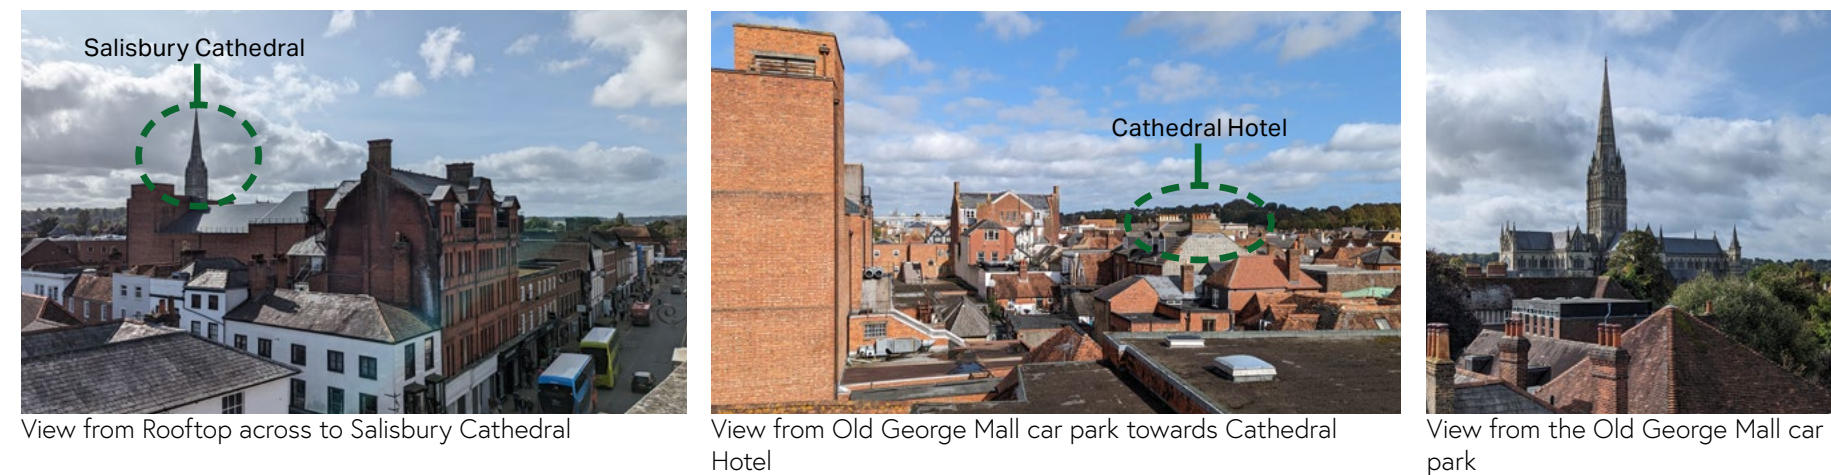 Salisbury Cathedral
Cathedral Hotel
View from Rooftop across to Salisbury Cathedral
View from Old George Mall car park towards Cathedral
Hotel
View from the Old George Mall car
park